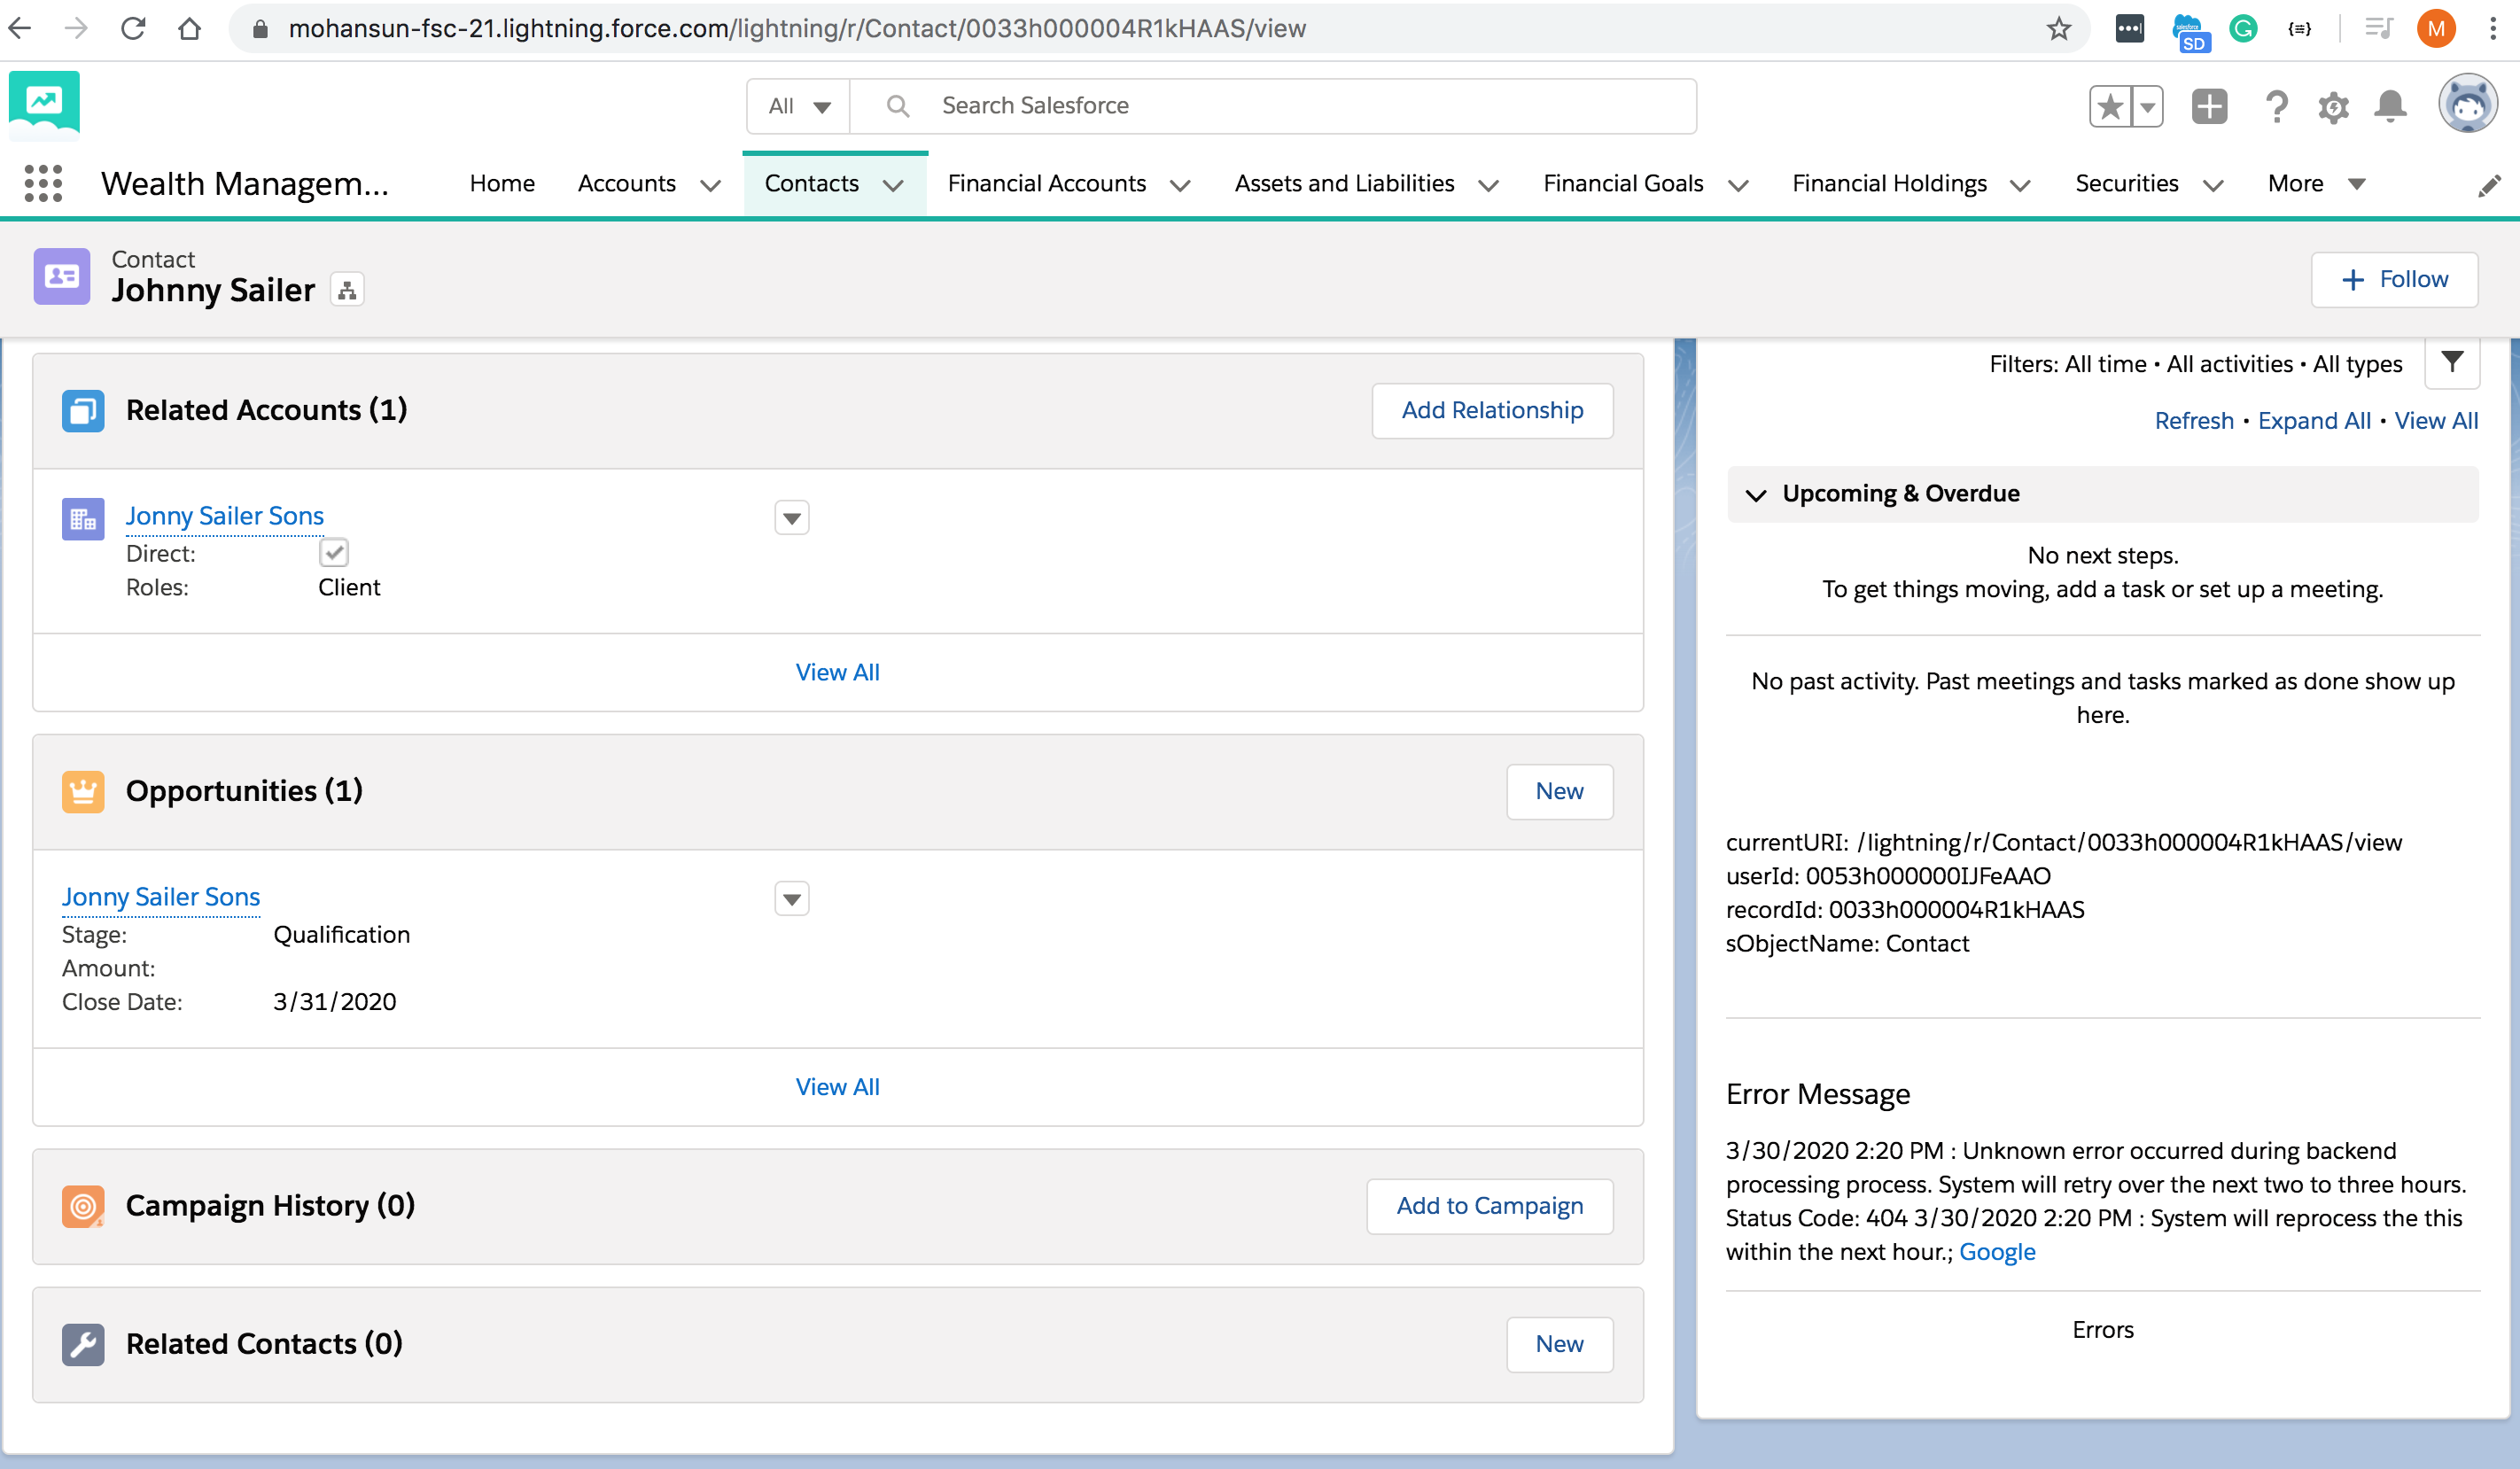 mohansun-fsc-21.lightning.force.com/lightning/r/Contact/0033h000004R1kHAAS/view
SD
G
M
All
Search Salesforce
Wealth Managem...
Home
Accounts
Contacts
Financial Accounts
Assets and Liabilities
Financial Goals
Financial Holdings
Securities
More
Contact
Johnny Sailer
Follow
Related Accounts (1)
Add Relationship
Jonny Sailer Sons
Direct:
Roles: Client
View All
Opportunities (1)
New
Jonny Sailer Sons
Stage: Qualification
Amount:
Close Date: 3/31/2020
View All
Campaign History (0)
Add to Campaign
Related Contacts (0)
New
Filters: All time • All activities • All types
Refresh • Expand All • View All
Upcoming & Overdue
No next steps.
To get things moving, add a task or set up a meeting.
No past activity. Past meetings and tasks marked as done show up
here.
currentURI: /lightning/r/Contact/0033h000004R1kHAAS/view
userId: 0053h000000IJFeAAO
recordId: 0033h000004R1kHAAS
sObjectName: Contact
Error Message
3/30/2020 2:20 PM : Unknown error occurred during backend
processing process. System will retry over the next two to three hours.
Status Code: 404 3/30/2020 2:20 PM : System will reprocess the this
within the next hour.; Google
Errors